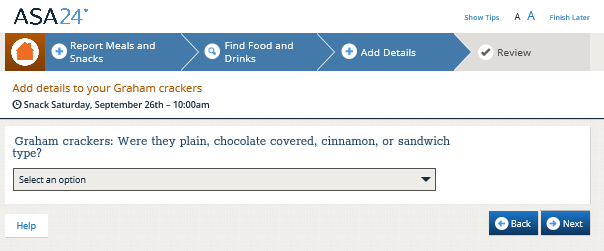 ASA24*
Show Tips A A Finish Later
Report Meals and
Snacks
Find Food and
Drinks
Add Details
Review
Add details to your Graham crackers
Snack Saturday, September 26th – 10:00am
Graham crackers: Were they plain, chocolate covered, cinnamon, or sandwich
type?
Select an option
Help
Back
Next